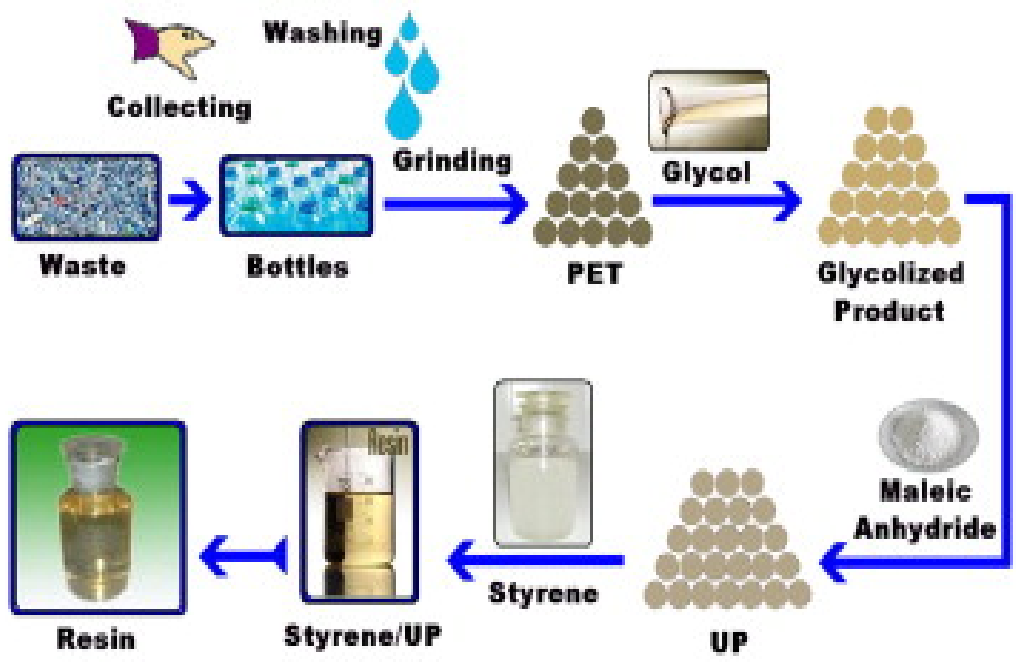 Washing
Collecting
Grinding
Glycol
Waste
Bottles
PET
Glycolized
Product
Maleic
Anhydride
Resin
Styrene
Resin
Styrene/UP
UP